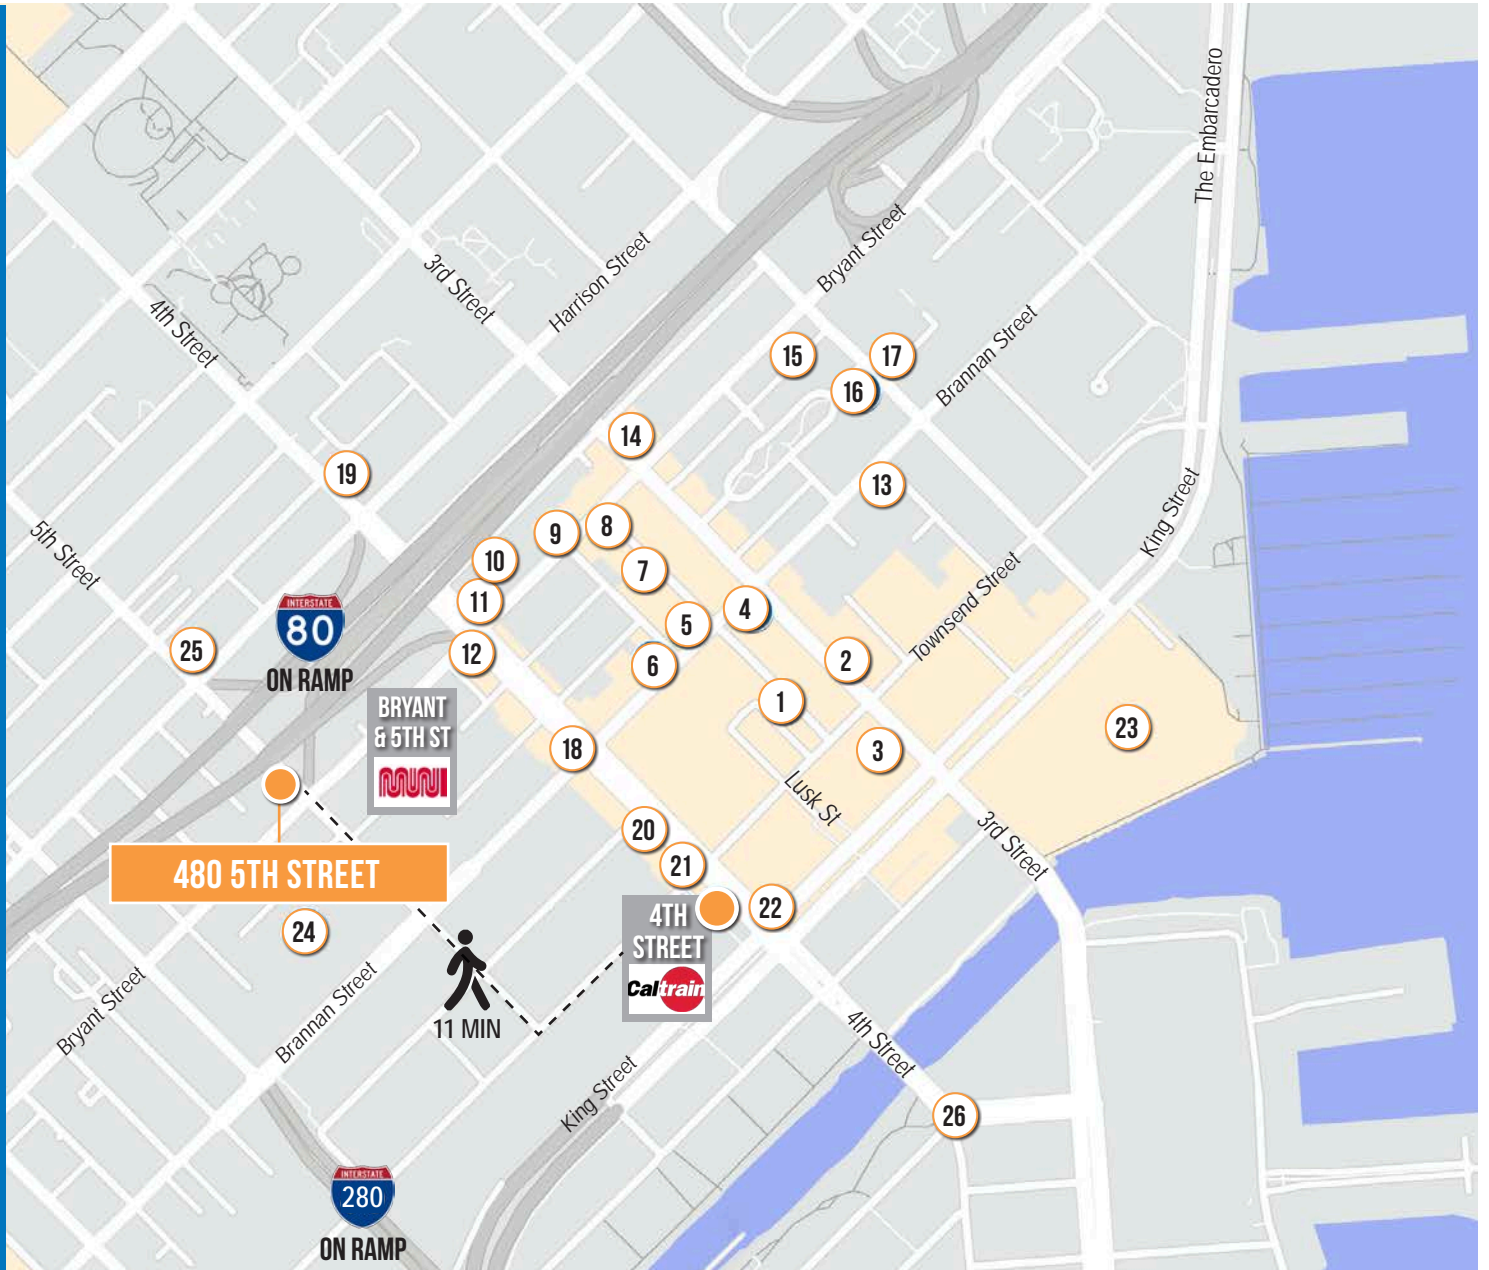 The Embarcadero
Bryant Street
3rd Street
Harrison Street
4th Street
15
17
16
Brannan Street
14
19
13
King Street
5th Street
9
8
10
7
11
4
5
Townsend Street
INTERSTATE
80
ON RAMP
25
12
6
2
1
23
BRYANT
& 5TH ST
MUNI
18
3
Lusk St
480 5TH STREET
20
21
3rd Street
22
4TH
STREET
Caltrain
24
Bryant Street
Brannan Street
11 MIN
4th Street
King Street
26
INTERSTATE
280
ON RAMP